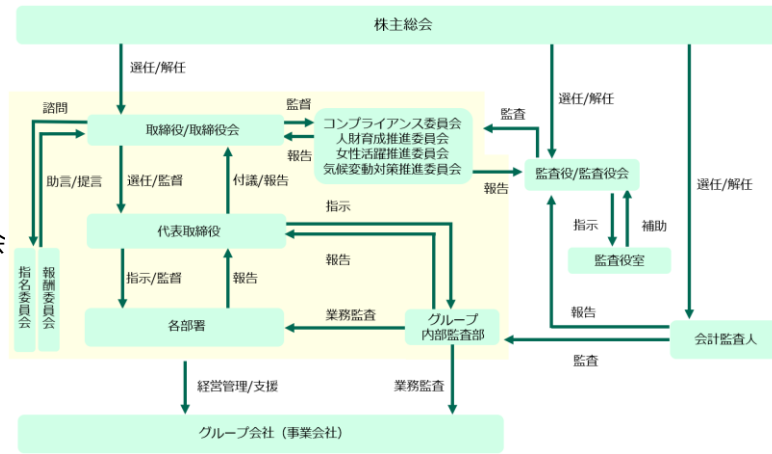 株主総会
選任/解任
選任/解任
選任/解任
諮問
取締役/取締役会
監督
報告
コンプライアンス委員会
人財育成推進委員会
女性活躍推進委員会
気候変動対策推進委員会
監査
報告
監査役/監査役会
助言/提言
選任/監督
付議/報告
指示
代表取締役
報告
指示
補助
監査役室
指名委員会
報酬委員会
指示/監督
報告
各部署
業務監査
グループ
内部監査部
報告
会計監査人
監査
経営管理/支援
業務監査
グループ会社（事業会社）